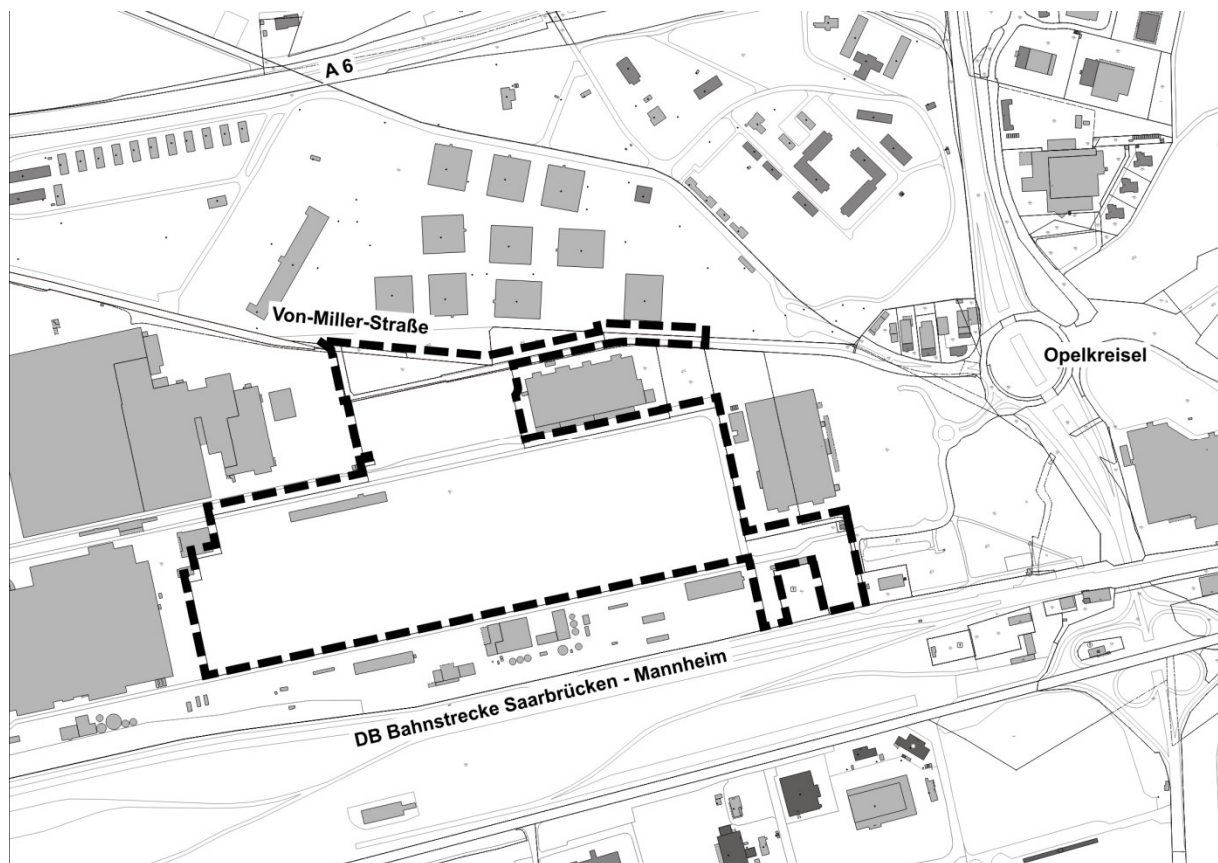 A 6
Von-Miller-Straße
Opelkreisel
DB Bahnstrecke Saarbrücken - Mannheim